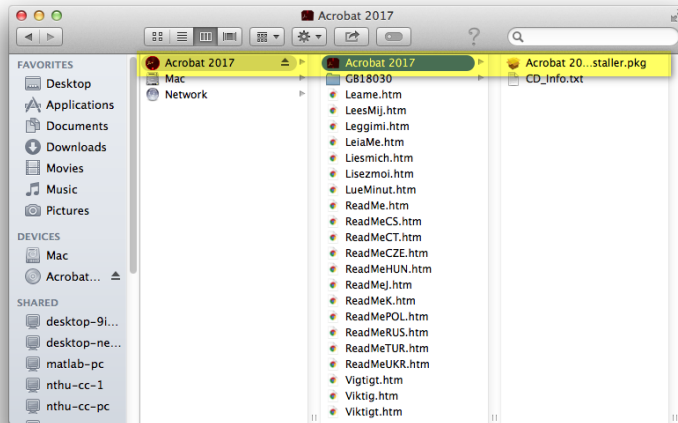 Acrobat 2017
FAVORITES
Desktop
Applications
Documents
Downloads
Movies
Music
Pictures
DEVICES
Mac
Acrobat...
SHARED
desktop-9i...
desktop-ne...
matlab-pc
nthu-cc-1
nthu-cc-pc
Acrobat 2017
Mac
Network
Acrobat 2017
GB18030
Leame.htm
LeesMij.htm
Leggimi.htm
LeiaMe.htm
Liesmich.htm
Lisezmoi.htm
LueMinut.htm
ReadMe.htm
ReadMeCS.htm
ReadMeCT.htm
ReadMeCZE.htm
ReadMeHUN.htm
ReadMeJ.htm
ReadMeK.htm
ReadMePOL.htm
ReadMeRUS.htm
ReadMeTUR.htm
ReadMeUKR.htm
Vigtigt.htm
Viktig.htm
Viktigt.htm
Acrobat 20...staller.pkg
CD_Info.txt